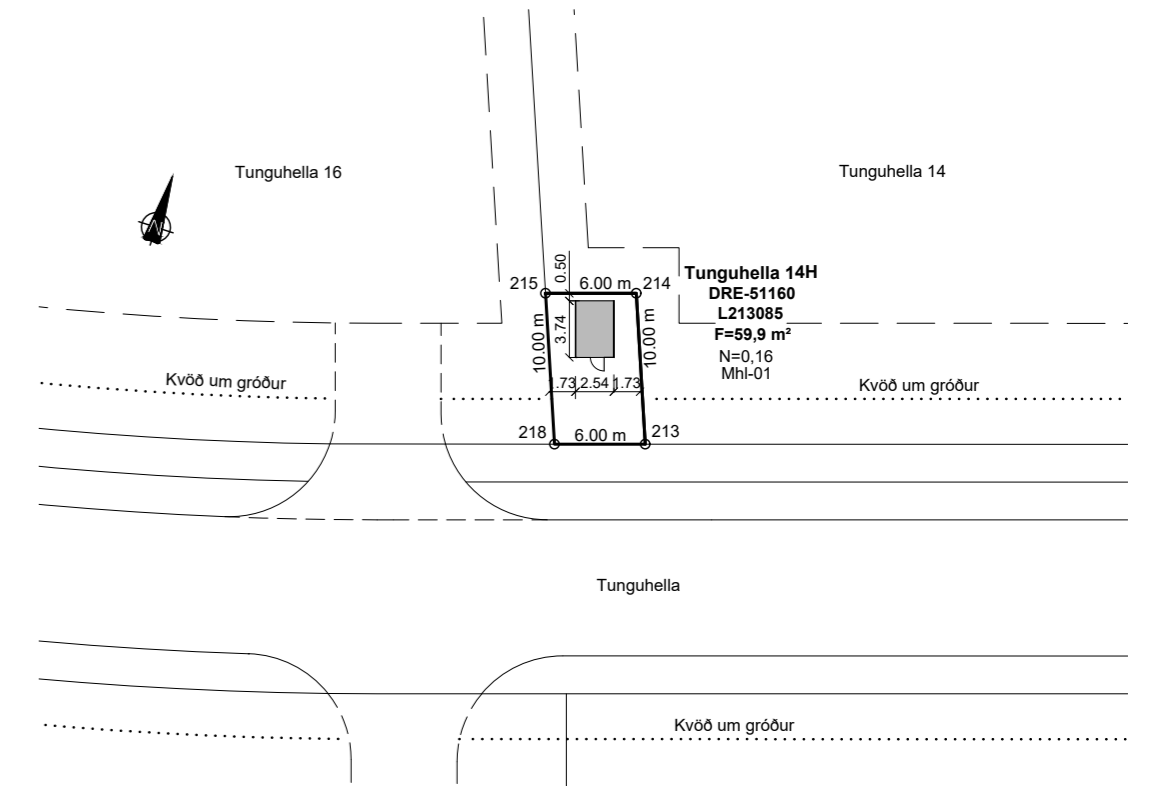 Tunguhella 16
Tunguhella 14
N
215
0.50
6.00 m
214
Tunguhella 14H
DRE-51160
L213085
F=59,9 m²
N=0,16
Mhl-01
10.00 m
3.74
10.00 m
1.73
2.54
1.73
Kvöð um gróður
Kvöð um gróður
218
6.00 m
213
Tunguhella
Kvöð um gróður